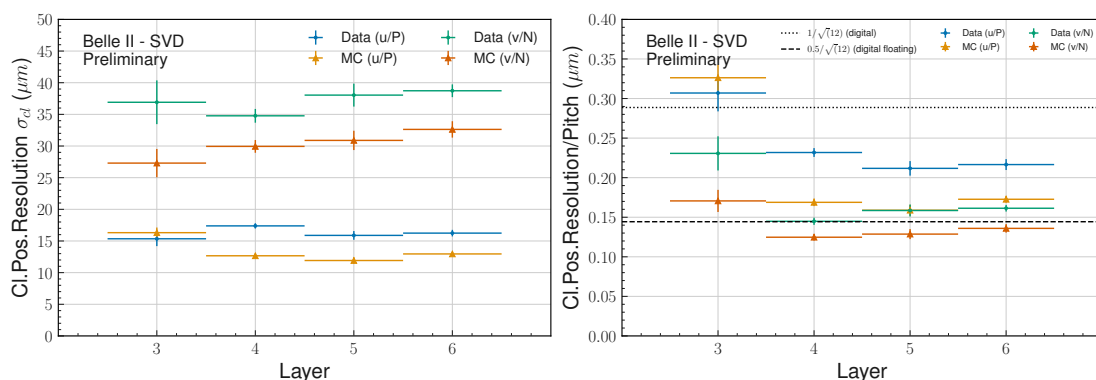 Cl.Pos.Resolution σ_cl (μm)
50
45
40
35
30
25
20
15
10
5
0
Belle II - SVD
Preliminary
Data (u/P)
MC (u/P)
Data (v/N)
MC (v/N)
3 4 5 6
Layer
Cl.Pos.Resolution/Pitch (μm)
0.40
0.35
0.30
0.25
0.20
0.15
0.10
0.05
0.00
Belle II - SVD
Preliminary
1/√(12) (digital)
0.5/√(12) (digital floating)
Data (u/P)
MC (u/P)
Data (v/N)
MC (v/N)
3 4 5 6
Layer